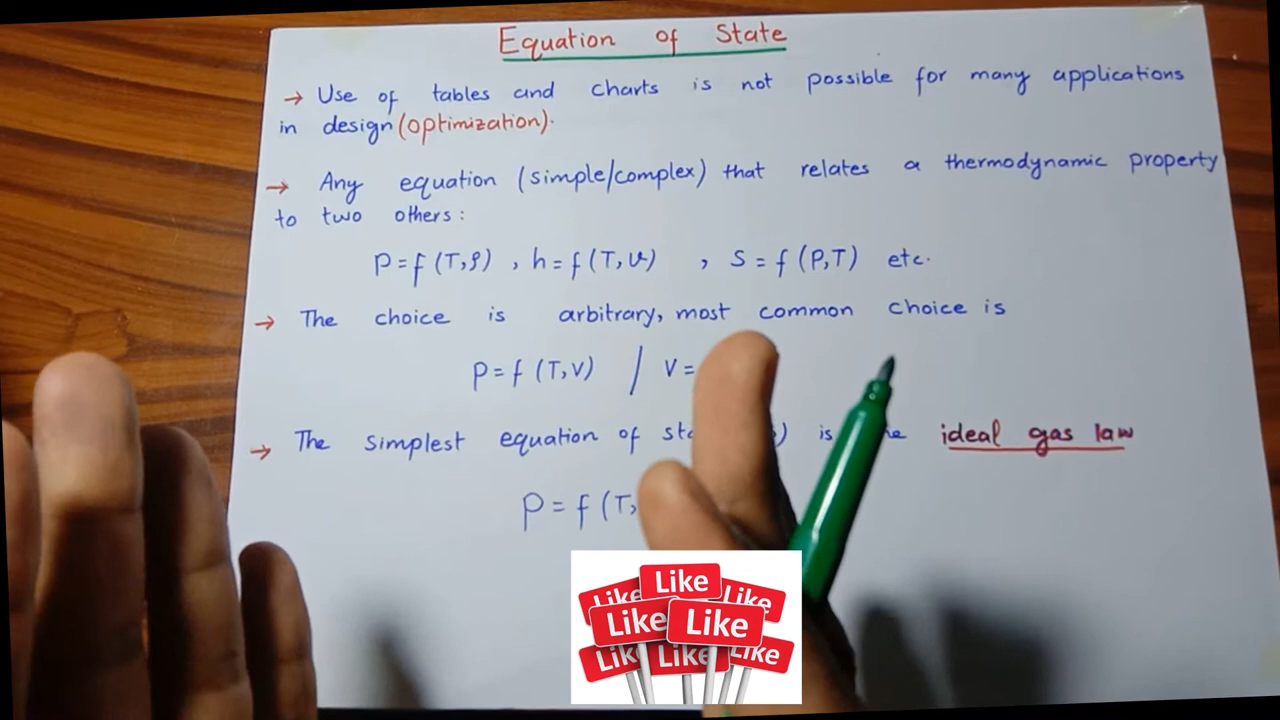 Equation of State
→ Use of tables and charts is not possible for many applications
in design (optimization).
→ Any equation (simple/complex) that relates a thermodynamic property
to two others:
P = f (T, ρ) , h = f (T, v) , s = f (P, T) etc.
→ The choice is arbitrary, most common choice is
P = f (T, V) / V =
→ The simplest equation of is ideal gas law
P = f (T,
Like
Like Like
Like Like
Like Like Like